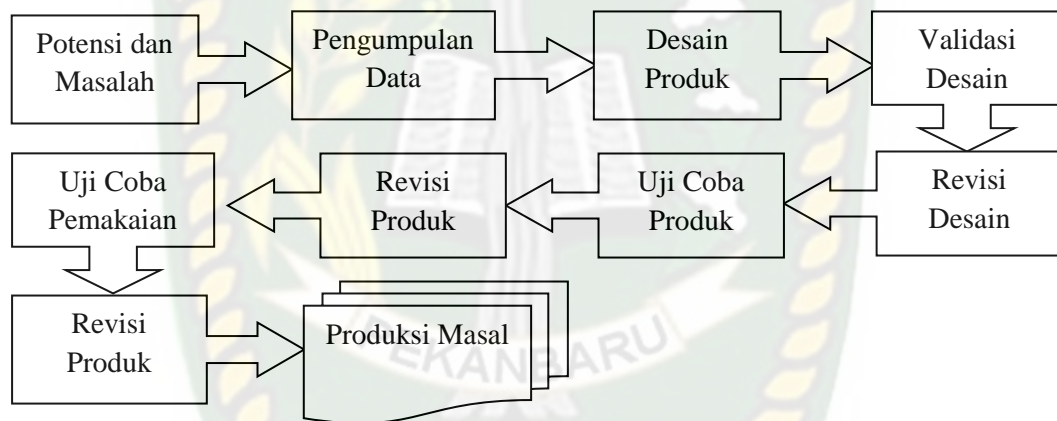 Potensi dan
Masalah
Pengumpulan
Data
Desain
Produk
Validasi
Desain
Uji Coba
Pemakaian
Revisi
Produk
Uji Coba
Produk
Revisi
Desain
Revisi
Produk
Produksi Masal
EKANBARU